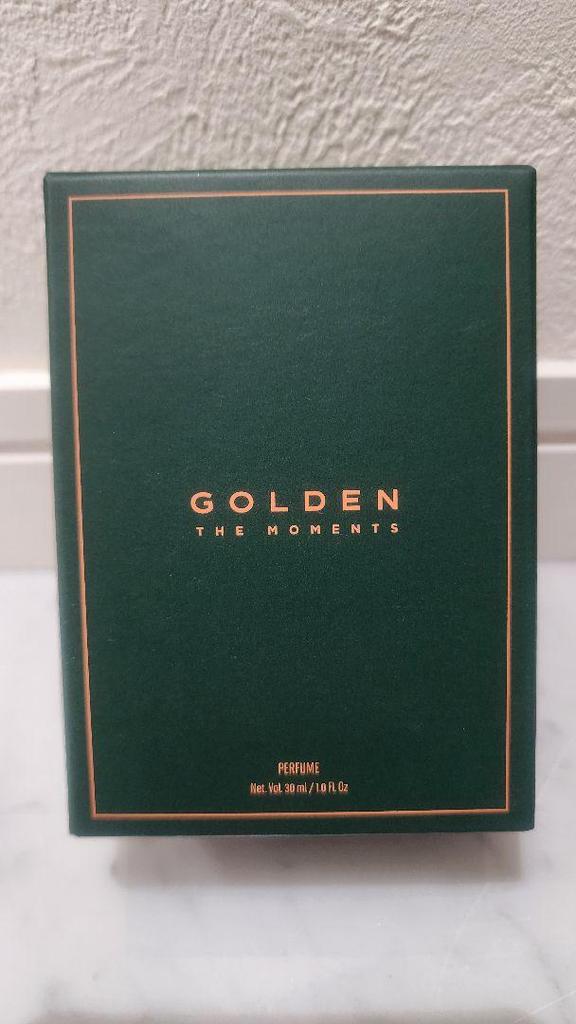 GOLDEN
THE MOMENTS
PERFUME
Net. Vol. 30 ml / 1.0 Fl. Oz